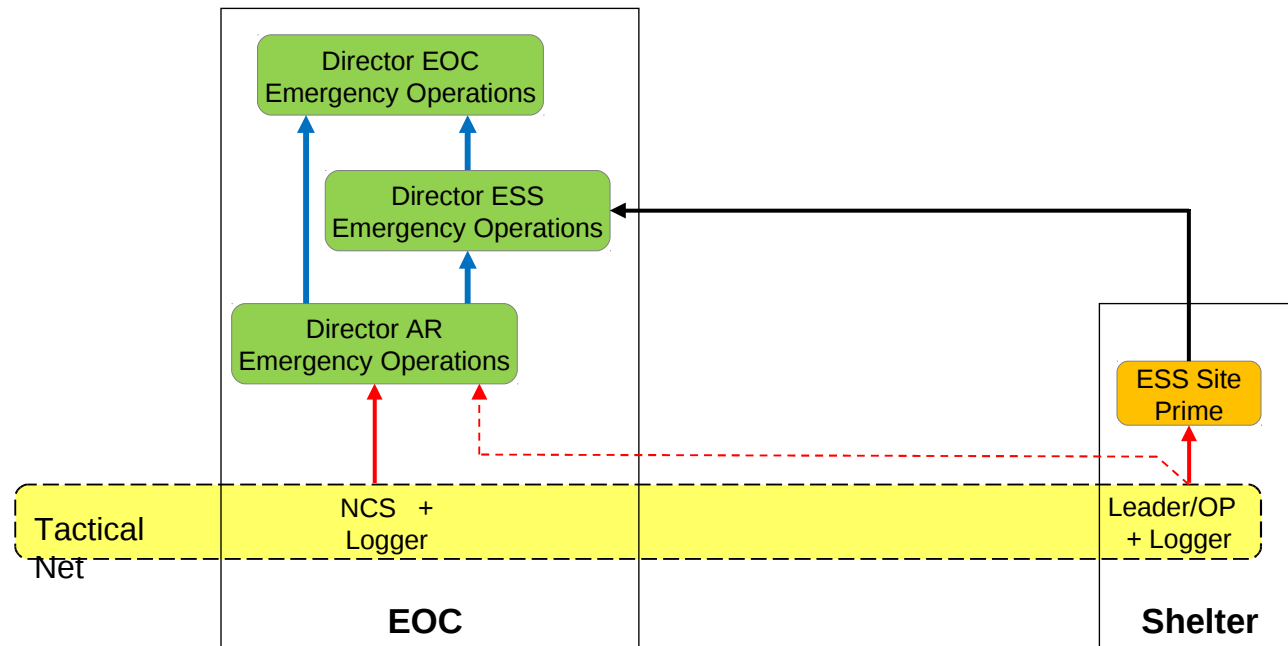 Director EOC
Emergency Operations
Director ESS
Emergency Operations
Director AR
Emergency Operations
ESS Site
Prime
Tactical
Net
NCS +
Logger
Leader/OP
+ Logger
EOC
Shelter